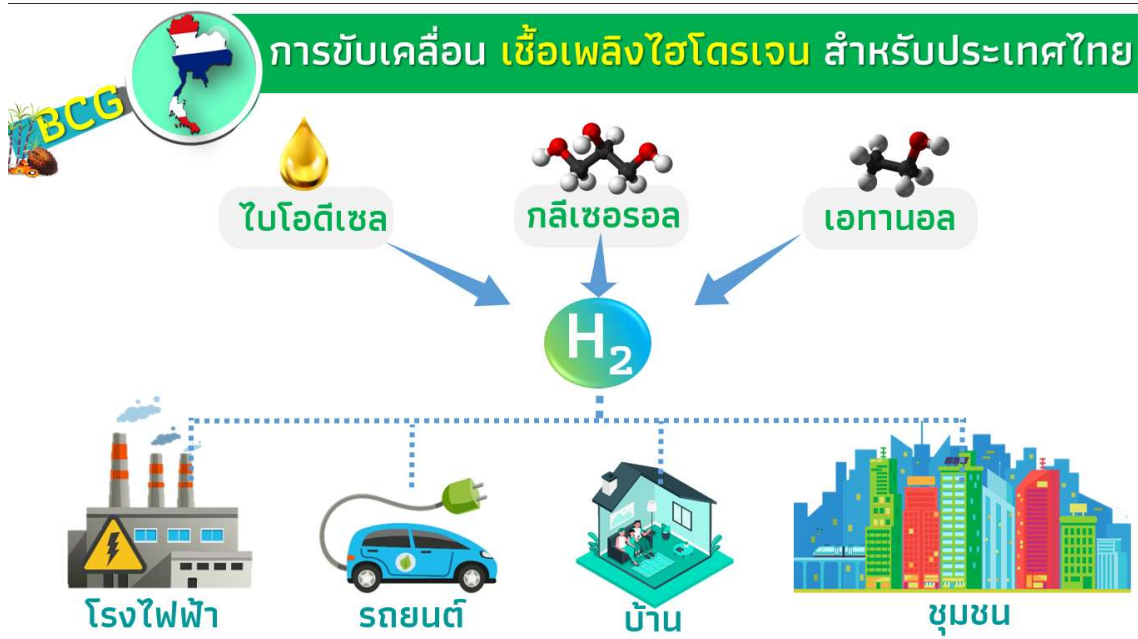 การขับเคลื่อน เชื้อเพลิงไฮโดรเจน สำหรับประเทศไทย
BCG
ไบโอดีเซล
กลีเซอรอล
เอทานอล
H₂
โรงไฟฟ้า
รถยนต์
บ้าน
ชุมชน